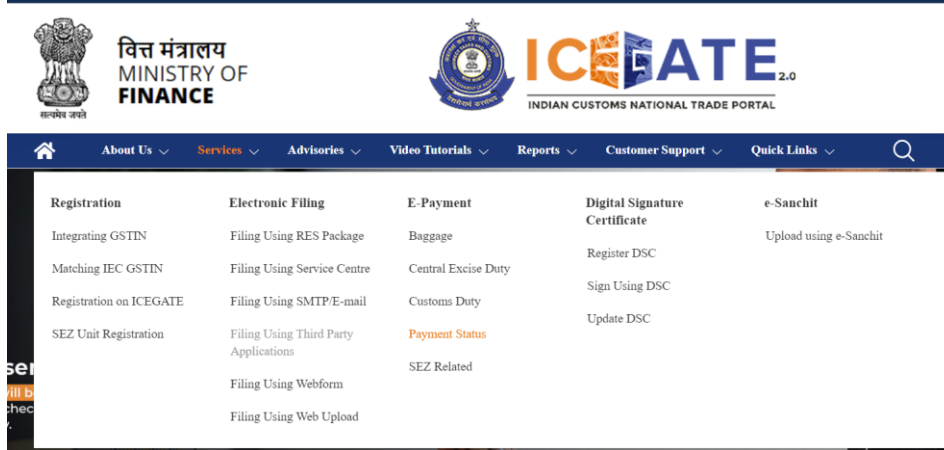 वित्त मंत्रालय
MINISTRY OF
FINANCE
सत्यमेव जयते
ICEGATE 2.0
INDIAN CUSTOMS NATIONAL TRADE PORTAL
About Us Services Advisories Video Tutorials Reports Customer Support Quick Links
Registration
Integrating GSTIN
Matching IEC GSTIN
Registration on ICEGATE
SEZ Unit Registration
Electronic Filing
Filing Using RES Package
Filing Using Service Centre
Filing Using SMTP/E-mail
Filing Using Third Party
Applications
Filing Using Webform
Filing Using Web Upload
E-Payment
Baggage
Central Excise Duty
Customs Duty
Payment Status
SEZ Related
Digital Signature
Certificate
Register DSC
Sign Using DSC
Update DSC
e-Sanchit
Upload using e-Sanchit